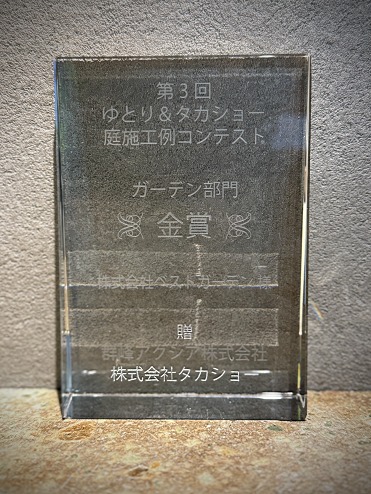 第3回
ゆとり＆タカショー
庭施工例コンテスト
ガーデン部門
金賞
株式会社ベストガーデン
贈
株式会社タカショー